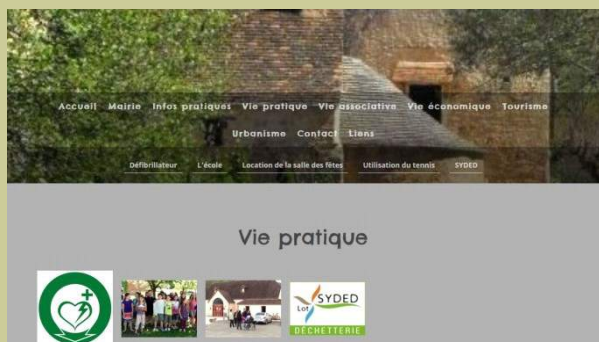 Accueil Mairie Infos pratiques Vie pratique Vie associative Vie économique Tourisme
Urbanisme Contact Liens
Défibrillateur L'école Location de la salle des fêtes Utilisation du tennis SYDED
Vie pratique
SYDED
Lot
DÉCHETTERIE